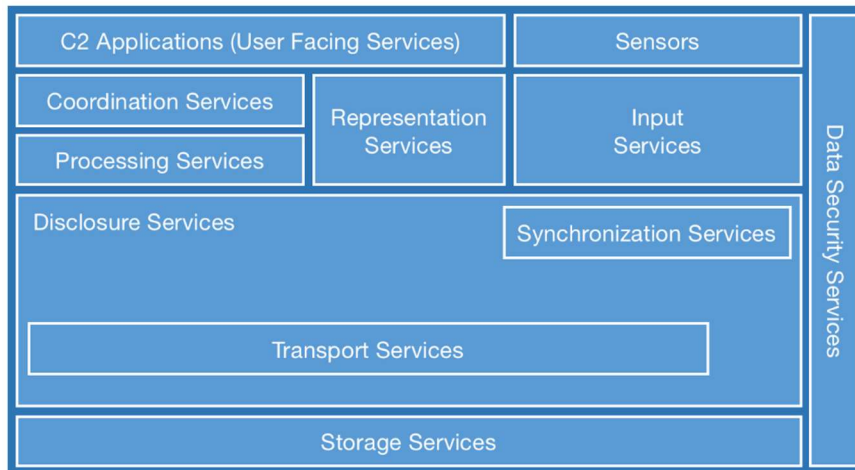 C2 Applications (User Facing Services)
Sensors
Coordination Services
Representation
Services
Input
Services
Processing Services
Disclosure Services
Synchronization Services
Transport Services
Storage Services
Data Security Services